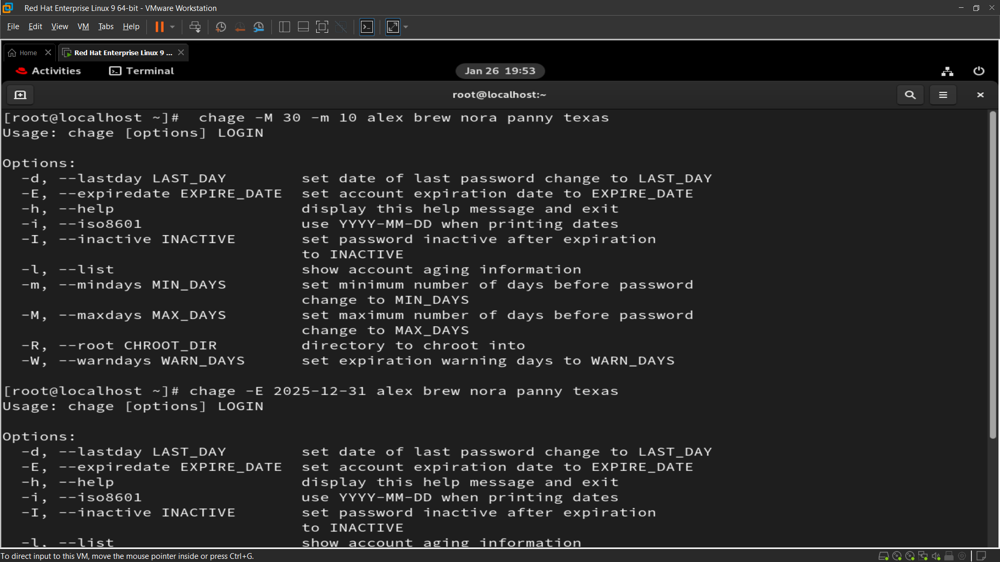 Red Hat Enterprise Linux 9 64-bit - VMware Workstation
File Edit View VM Tabs Help
Home
Red Hat Enterprise Linux 9 ...
Activities Terminal Jan 26 19:53
root@localhost:~
[root@localhost ~]#  chage -M 30 -m 10 alex brew nora panny texas
Usage: chage [options] LOGIN
Options:
  -d, --lastday LAST_DAY        set date of last password change to LAST_DAY
  -E, --expiredate EXPIRE_DATE  set account expiration date to EXPIRE_DATE
  -h, --help                    display this help message and exit
  -i, --iso8601                 use YYYY-MM-DD when printing dates
  -I, --inactive INACTIVE       set password inactive after expiration
                                to INACTIVE
  -l, --list                    show account aging information
  -m, --mindays MIN_DAYS        set minimum number of days before password
                                change to MIN_DAYS
  -M, --maxdays MAX_DAYS        set maximum number of days before password
                                change to MAX_DAYS
  -R, --root CHROOT_DIR         directory to chroot into
  -W, --warndays WARN_DAYS      set expiration warning days to WARN_DAYS
[root@localhost ~]# chage -E 2025-12-31 alex brew nora panny texas
Usage: chage [options] LOGIN
Options:
  -d, --lastday LAST_DAY        set date of last password change to LAST_DAY
  -E, --expiredate EXPIRE_DATE  set account expiration date to EXPIRE_DATE
  -h, --help                    display this help message and exit
  -i, --iso8601                 use YYYY-MM-DD when printing dates
  -I, --inactive INACTIVE       set password inactive after expiration
                                to INACTIVE
  -l, --list                    show account aging information
To direct input to this VM, move the mouse pointer inside or press Ctrl+G.